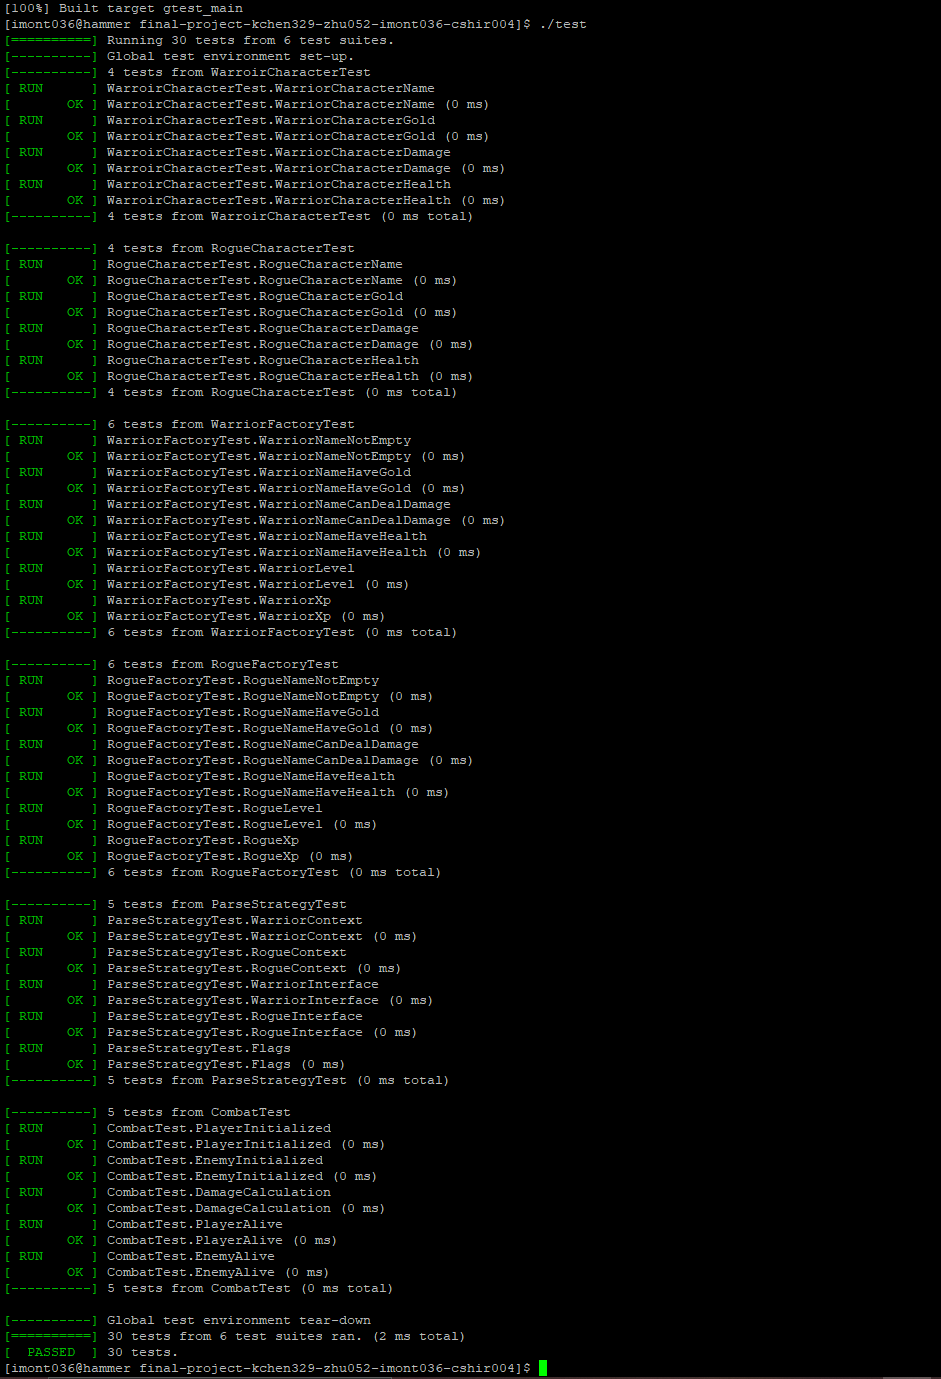 [100%] Built target gtest_main
[imont036@hammer final-project-kchen329-zhu052-imont036-cshir004]$ ./test
[==========] Running 30 tests from 6 test suites.
[----------] Global test environment set-up.
[----------] 4 tests from WarroirCharacterTest
[ RUN      ] WarroirCharacterTest.WarriorCharacterName
[       OK ] WarroirCharacterTest.WarriorCharacterName (0 ms)
[ RUN      ] WarroirCharacterTest.WarriorCharacterGold
[       OK ] WarroirCharacterTest.WarriorCharacterGold (0 ms)
[ RUN      ] WarroirCharacterTest.WarriorCharacterDamage
[       OK ] WarroirCharacterTest.WarriorCharacterDamage (0 ms)
[ RUN      ] WarroirCharacterTest.WarriorCharacterHealth
[       OK ] WarroirCharacterTest.WarriorCharacterHealth (0 ms)
[----------] 4 tests from WarroirCharacterTest (0 ms total)
[----------] 4 tests from RogueCharacterTest
[ RUN      ] RogueCharacterTest.RogueCharacterName
[       OK ] RogueCharacterTest.RogueCharacterName (0 ms)
[ RUN      ] RogueCharacterTest.RogueCharacterGold
[       OK ] RogueCharacterTest.RogueCharacterGold (0 ms)
[ RUN      ] RogueCharacterTest.RogueCharacterDamage
[       OK ] RogueCharacterTest.RogueCharacterDamage (0 ms)
[ RUN      ] RogueCharacterTest.RogueCharacterHealth
[       OK ] RogueCharacterTest.RogueCharacterHealth (0 ms)
[----------] 4 tests from RogueCharacterTest (0 ms total)
[----------] 6 tests from WarriorFactoryTest
[ RUN      ] WarriorFactoryTest.WarriorNameNotEmpty
[       OK ] WarriorFactoryTest.WarriorNameNotEmpty (0 ms)
[ RUN      ] WarriorFactoryTest.WarriorNameHaveGold
[       OK ] WarriorFactoryTest.WarriorNameHaveGold (0 ms)
[ RUN      ] WarriorFactoryTest.WarriorNameCanDealDamage
[       OK ] WarriorFactoryTest.WarriorNameCanDealDamage (0 ms)
[ RUN      ] WarriorFactoryTest.WarriorNameHaveHealth
[       OK ] WarriorFactoryTest.WarriorNameHaveHealth (0 ms)
[ RUN      ] WarriorFactoryTest.WarriorLevel
[       OK ] WarriorFactoryTest.WarriorLevel (0 ms)
[ RUN      ] WarriorFactoryTest.WarriorXp
[       OK ] WarriorFactoryTest.WarriorXp (0 ms)
[----------] 6 tests from WarriorFactoryTest (0 ms total)
[----------] 6 tests from RogueFactoryTest
[ RUN      ] RogueFactoryTest.RogueNameNotEmpty
[       OK ] RogueFactoryTest.RogueNameNotEmpty (0 ms)
[ RUN      ] RogueFactoryTest.RogueNameHaveGold
[       OK ] RogueFactoryTest.RogueNameHaveGold (0 ms)
[ RUN      ] RogueFactoryTest.RogueNameCanDealDamage
[       OK ] RogueFactoryTest.RogueNameCanDealDamage (0 ms)
[ RUN      ] RogueFactoryTest.RogueNameHaveHealth
[       OK ] RogueFactoryTest.RogueNameHaveHealth (0 ms)
[ RUN      ] RogueFactoryTest.RogueLevel
[       OK ] RogueFactoryTest.RogueLevel (0 ms)
[ RUN      ] RogueFactoryTest.RogueXp
[       OK ] RogueFactoryTest.RogueXp (0 ms)
[----------] 6 tests from RogueFactoryTest (0 ms total)
[----------] 5 tests from ParseStrategyTest
[ RUN      ] ParseStrategyTest.WarriorContext
[       OK ] ParseStrategyTest.WarriorContext (0 ms)
[ RUN      ] ParseStrategyTest.RogueContext
[       OK ] ParseStrategyTest.RogueContext (0 ms)
[ RUN      ] ParseStrategyTest.WarriorInterface
[       OK ] ParseStrategyTest.WarriorInterface (0 ms)
[ RUN      ] ParseStrategyTest.RogueInterface
[       OK ] ParseStrategyTest.RogueInterface (0 ms)
[ RUN      ] ParseStrategyTest.Flags
[       OK ] ParseStrategyTest.Flags (0 ms)
[----------] 5 tests from ParseStrategyTest (0 ms total)
[----------] 5 tests from CombatTest
[ RUN      ] CombatTest.PlayerInitialized
[       OK ] CombatTest.PlayerInitialized (0 ms)
[ RUN      ] CombatTest.EnemyInitialized
[       OK ] CombatTest.EnemyInitialized (0 ms)
[ RUN      ] CombatTest.DamageCalculation
[       OK ] CombatTest.DamageCalculation (0 ms)
[ RUN      ] CombatTest.PlayerAlive
[       OK ] CombatTest.PlayerAlive (0 ms)
[ RUN      ] CombatTest.EnemyAlive
[       OK ] CombatTest.EnemyAlive (0 ms)
[----------] 5 tests from CombatTest (0 ms total)
[----------] Global test environment tear-down
[==========] 30 tests from 6 test suites ran. (2 ms total)
[  PASSED  ] 30 tests.
[imont036@hammer final-project-kchen329-zhu052-imont036-cshir004]$